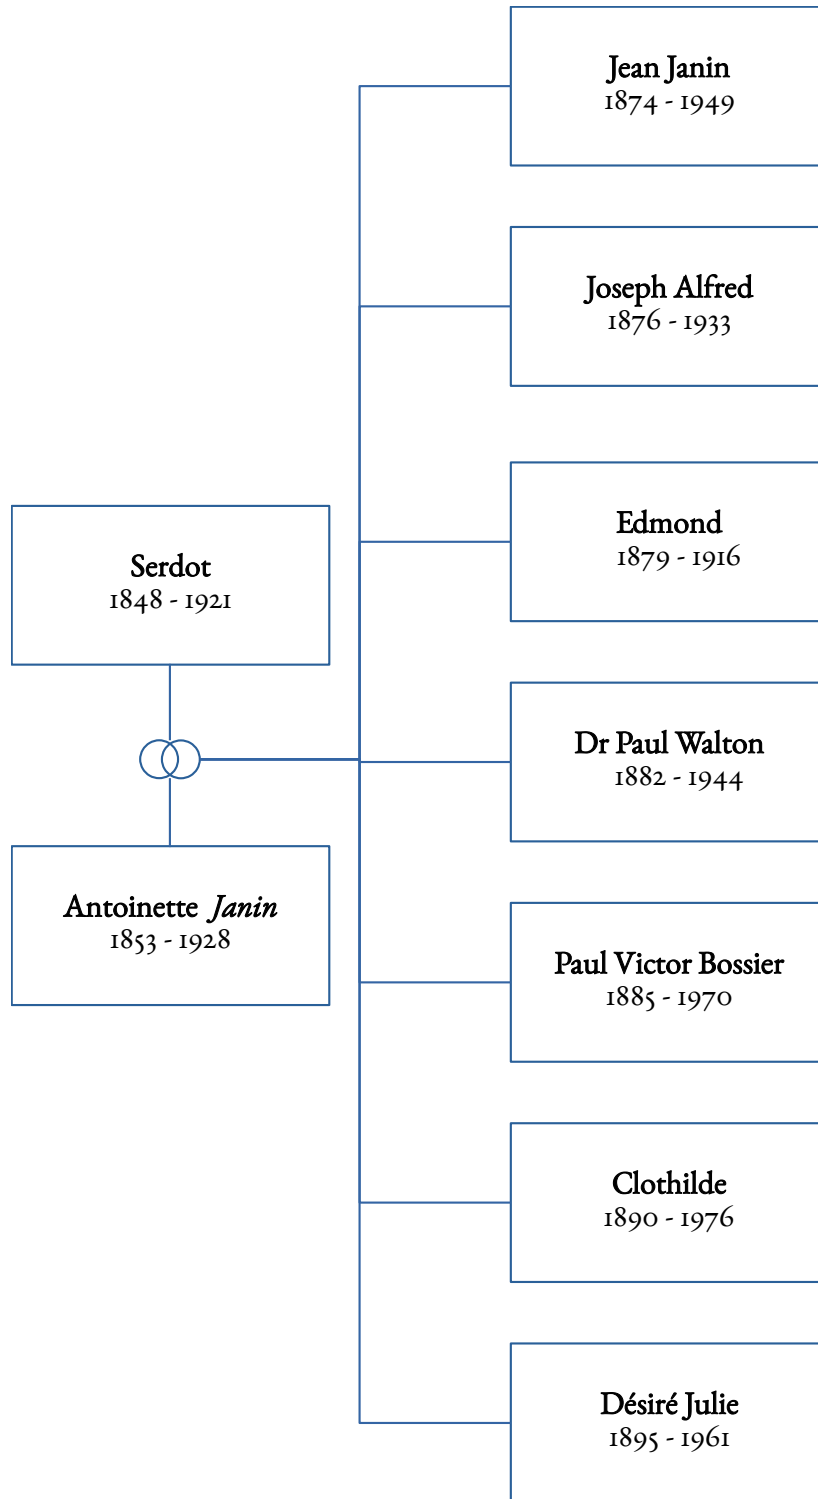 Serdot
1848 - 1921
Antoinette Janin
1853 - 1928
Jean Janin
1874 - 1949
Joseph Alfred
1876 - 1933
Edmond
1879 - 1916
Dr Paul Walton
1882 - 1944
Paul Victor Bossier
1885 - 1970
Clothilde
1890 - 1976
Désiré Julie
1895 - 1961